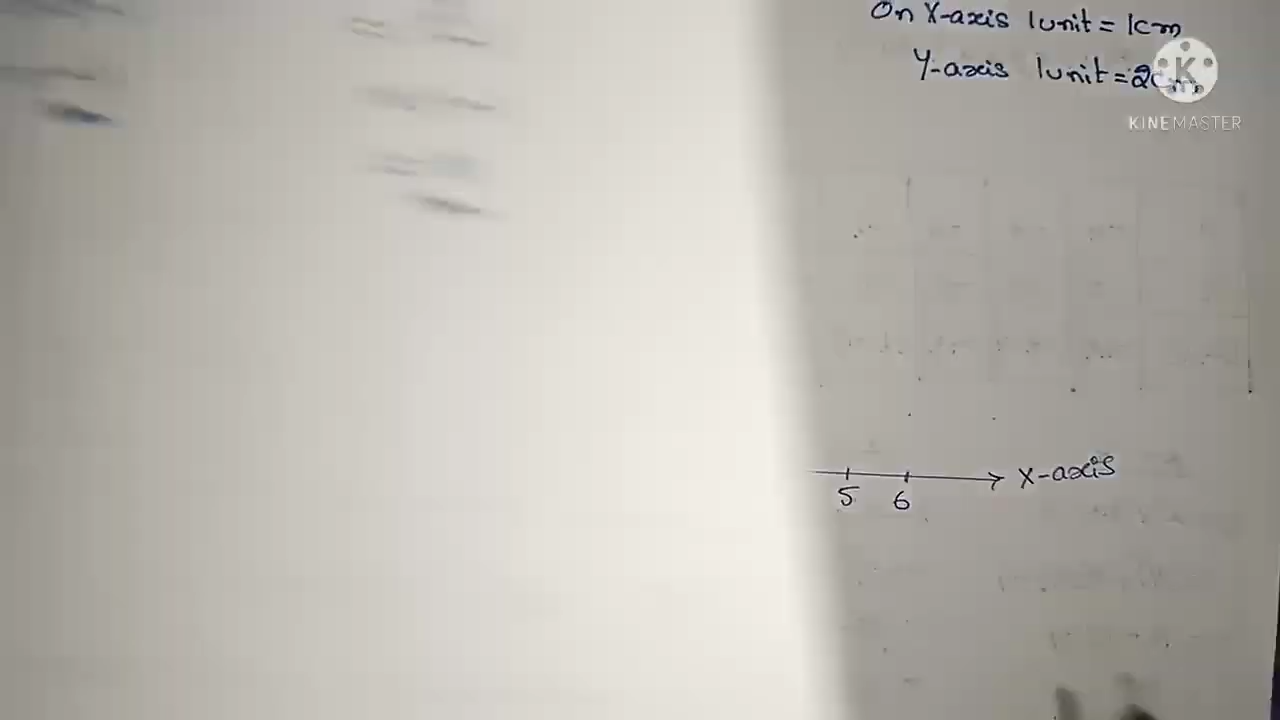 On X-axis 1unit = 1cm
Y-axis 1unit = 2cm
KINEMASTER
X-axis
5 6